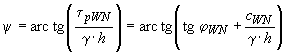 ψ = arc tg ( τ_pWN / γ · h ) = arc tg ( tg φ_WN + c_WN / γ · h )